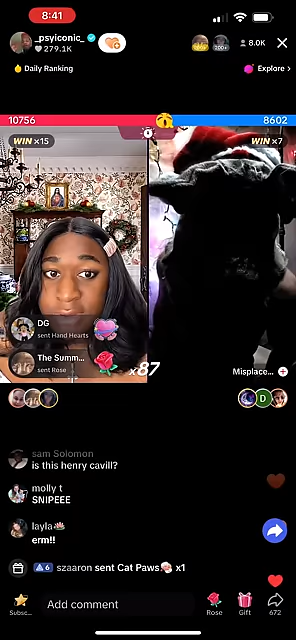 8:41
_psyiconic_
279.1K
200+
8.0K
Daily Ranking
Explore >
10756
8602
WIN ×15
WIN ×7
DG
sent Hand Hearts
The Summ...
sent Rose
x87
Misplace...
D
sam Solomon
is this henry cavill?
molly t
SNIPEEE
layla
erm!!
6 szaaron sent Cat Paws x1
Subsc...
Add comment
Rose
Gift
672